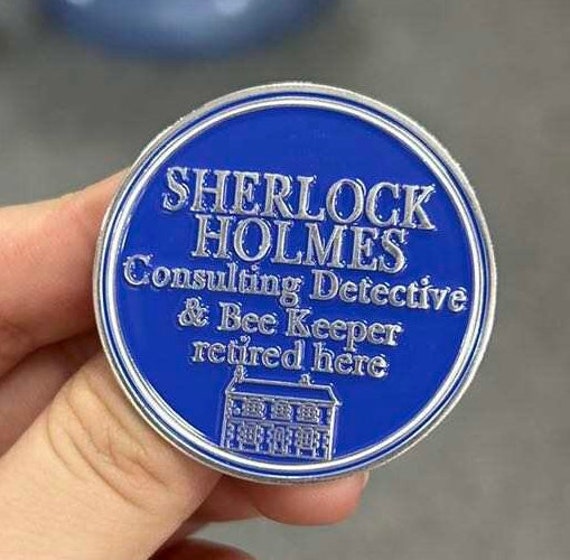 SHERLOCK
HOLMES
Consulting Detective
& Bee Keeper
retired here